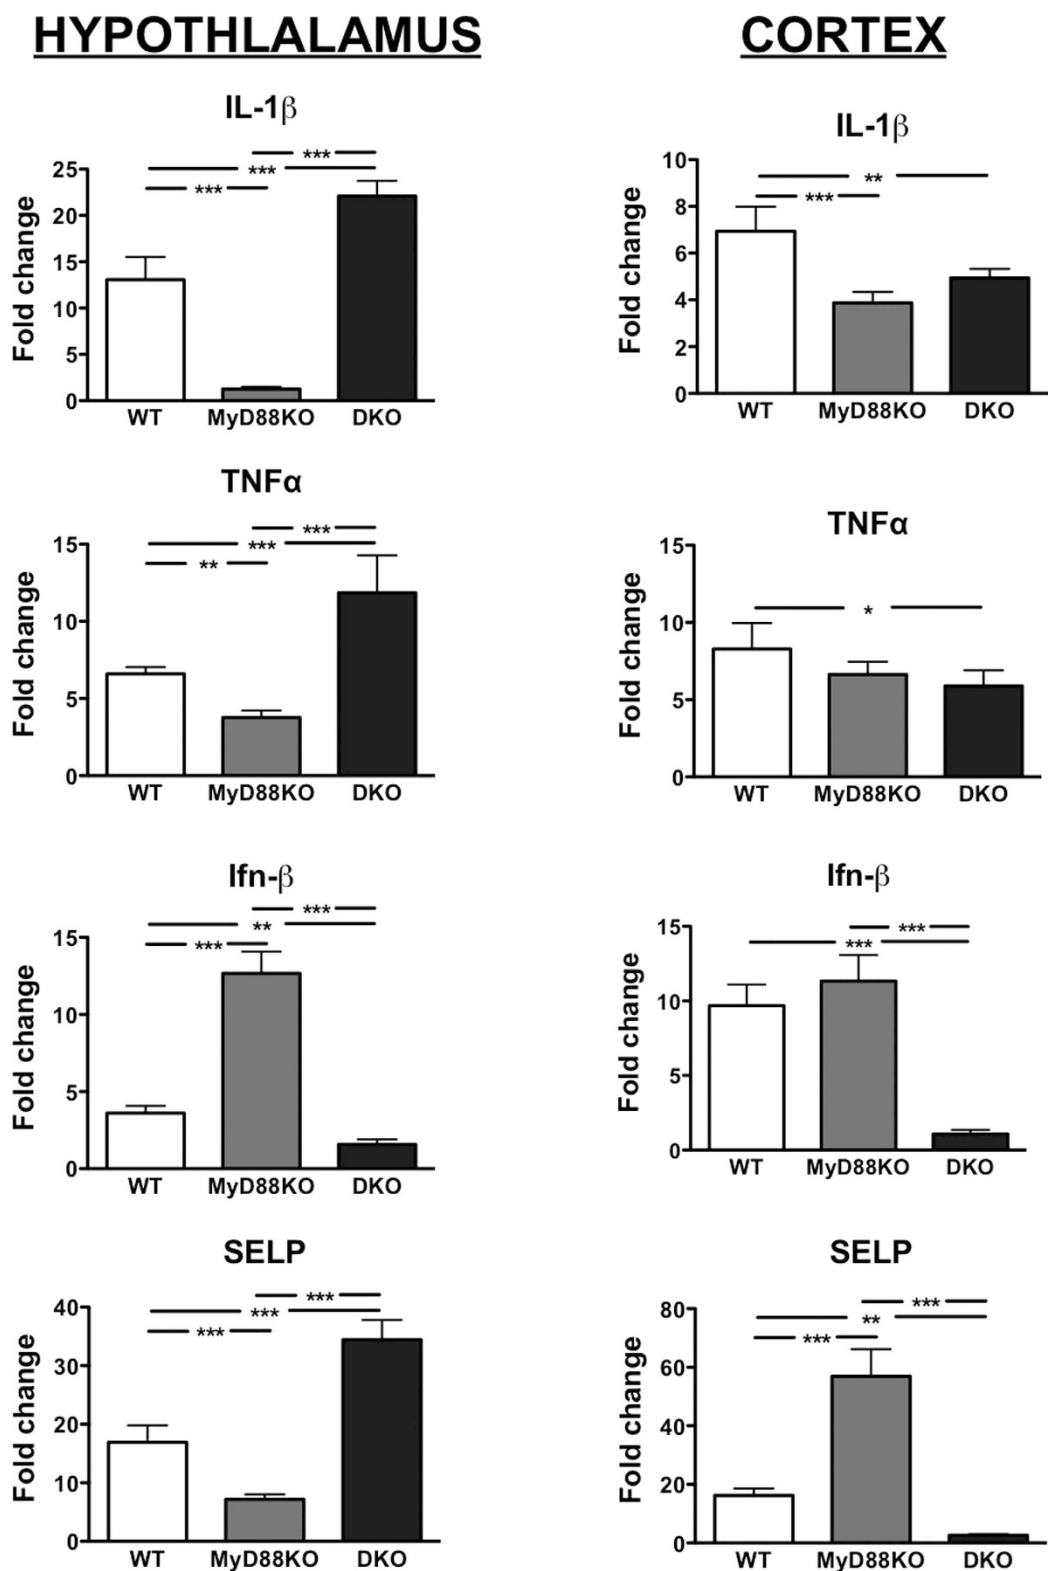 HYPOTHLALAMUS
IL-1β
Fold change
25
20
15
10
5
0
***
***
***
WT MyD88KO DKO
TNFα
Fold change
15
10
5
0
***
***
**
WT MyD88KO DKO
Ifn-β
Fold change
15
10
5
0
***
**
***
WT MyD88KO DKO
SELP
Fold change
40
30
20
10
0
***
***
***
WT MyD88KO DKO
CORTEX
IL-1β
Fold change
10
8
6
4
2
0
**
***
WT MyD88KO DKO
TNFα
Fold change
15
10
5
0
*
WT MyD88KO DKO
Ifn-β
Fold change
15
10
5
0
***
***
WT MyD88KO DKO
SELP
Fold change
80
60
40
20
0
***
**
***
WT MyD88KO DKO